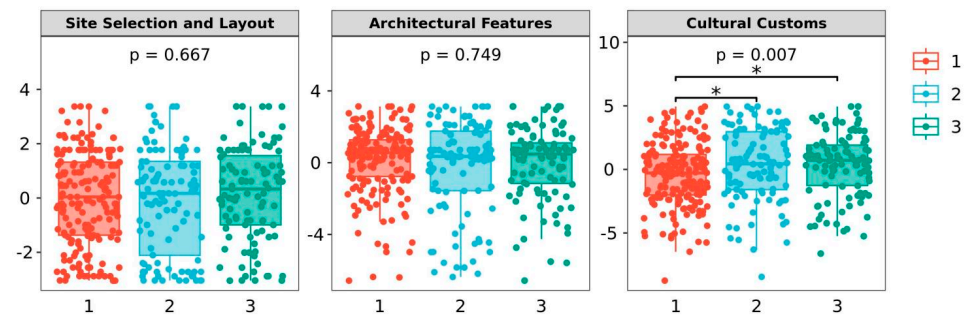 Site Selection and Layout
p = 0.667
4
2
0
-2
1 2 3
Architectural Features
p = 0.749
4
0
-4
1 2 3
Cultural Customs
10
p = 0.007
*
*
5
0
-5
1 2 3
1
2
3